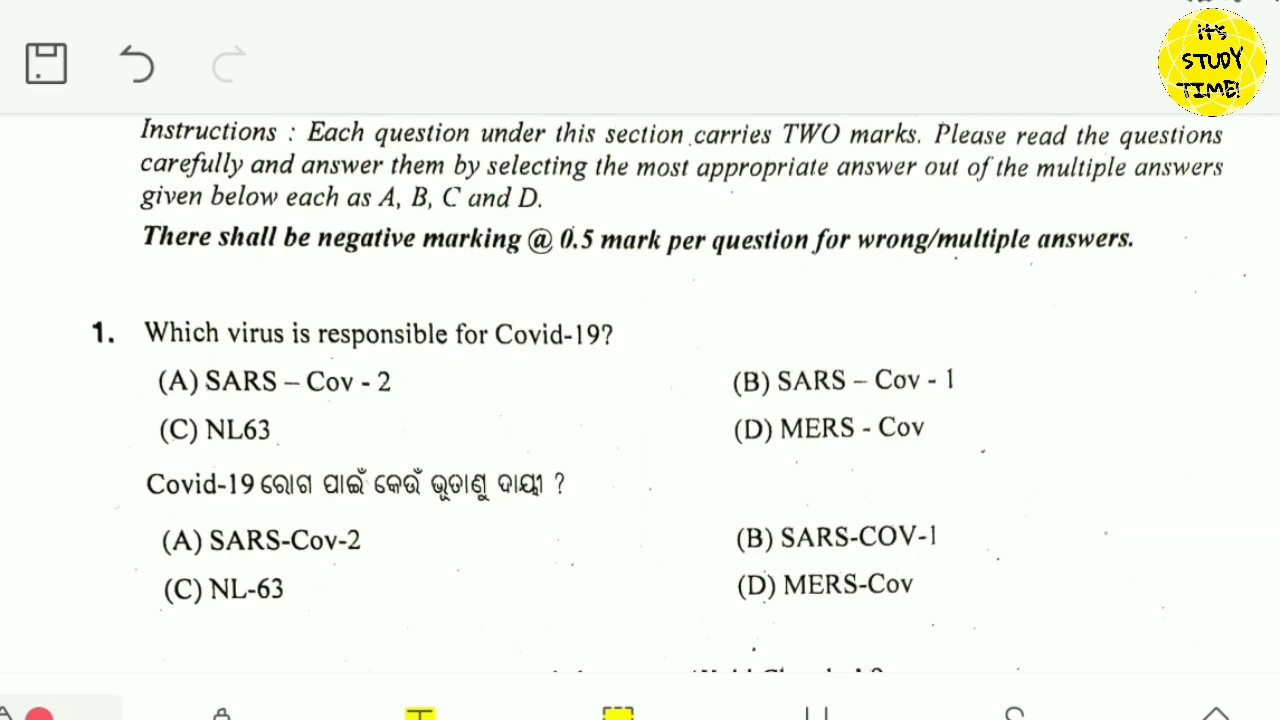 iTS
STUDY
TIME!
Instructions : Each question under this section carries TWO marks. Please read the questions
carefully and answer them by selecting the most appropriate answer out of the multiple answers
given below each as A, B, C and D.
There shall be negative marking @ 0.5 mark per question for wrong/multiple answers.
1. Which virus is responsible for Covid-19?
(A) SARS – Cov - 2 (B) SARS – Cov - 1
(C) NL63 (D) MERS - Cov
Covid-19 ରୋଗ ପାଇଁ କେଉଁ ଭୂତାଣୁ ଦାୟୀ ?
(A) SARS-Cov-2 (B) SARS-COV-1
(C) NL-63 (D) MERS-Cov